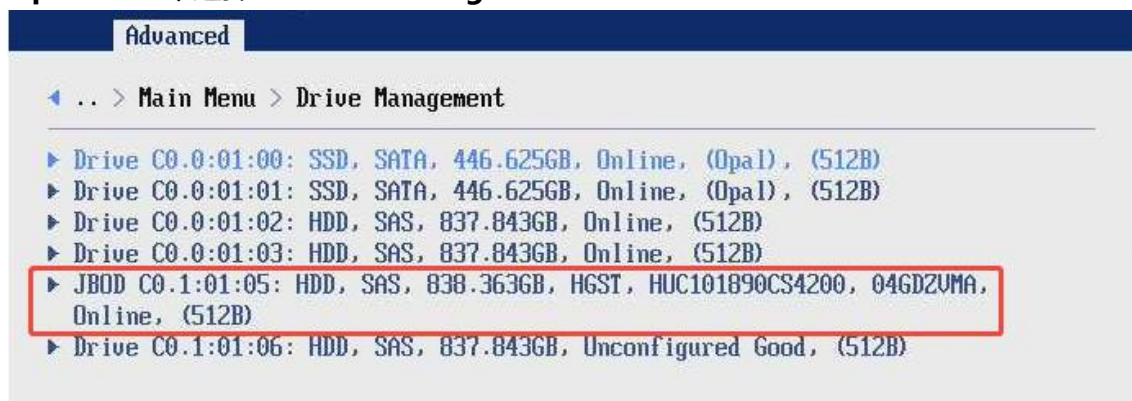 Advanced
.. > Main Menu > Drive Management
Drive C0.0:01:00: SSD, SATA, 446.625GB, Online, (Opal), (512B)
Drive C0.0:01:01: SSD, SATA, 446.625GB, Online, (Opal), (512B)
Drive C0.0:01:02: HDD, SAS, 837.843GB, Online, (512B)
Drive C0.0:01:03: HDD, SAS, 837.843GB, Online, (512B)
JBOD C0.1:01:05: HDD, SAS, 838.363GB, HGST, HUC101890CS4200, 04GDZVMA,
Online, (512B)
Drive C0.1:01:06: HDD, SAS, 837.843GB, Unconfigured Good, (512B)